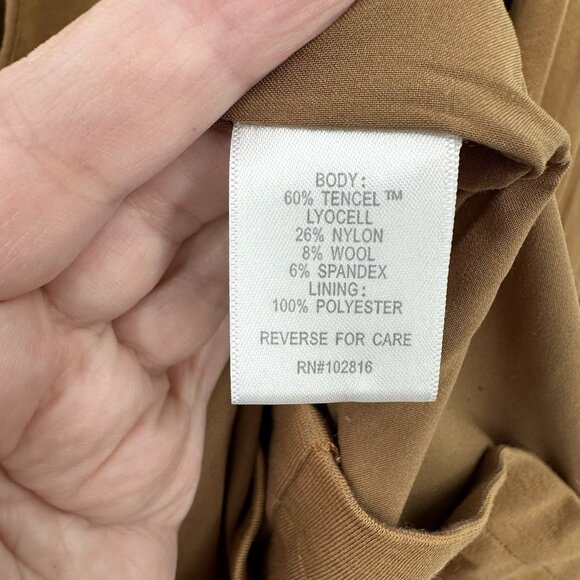 BODY:
60% TENCEL™
LYOCELL
26% NYLON
8% WOOL
6% SPANDEX
LINING:
100% POLYESTER
REVERSE FOR CARE
RN#102816